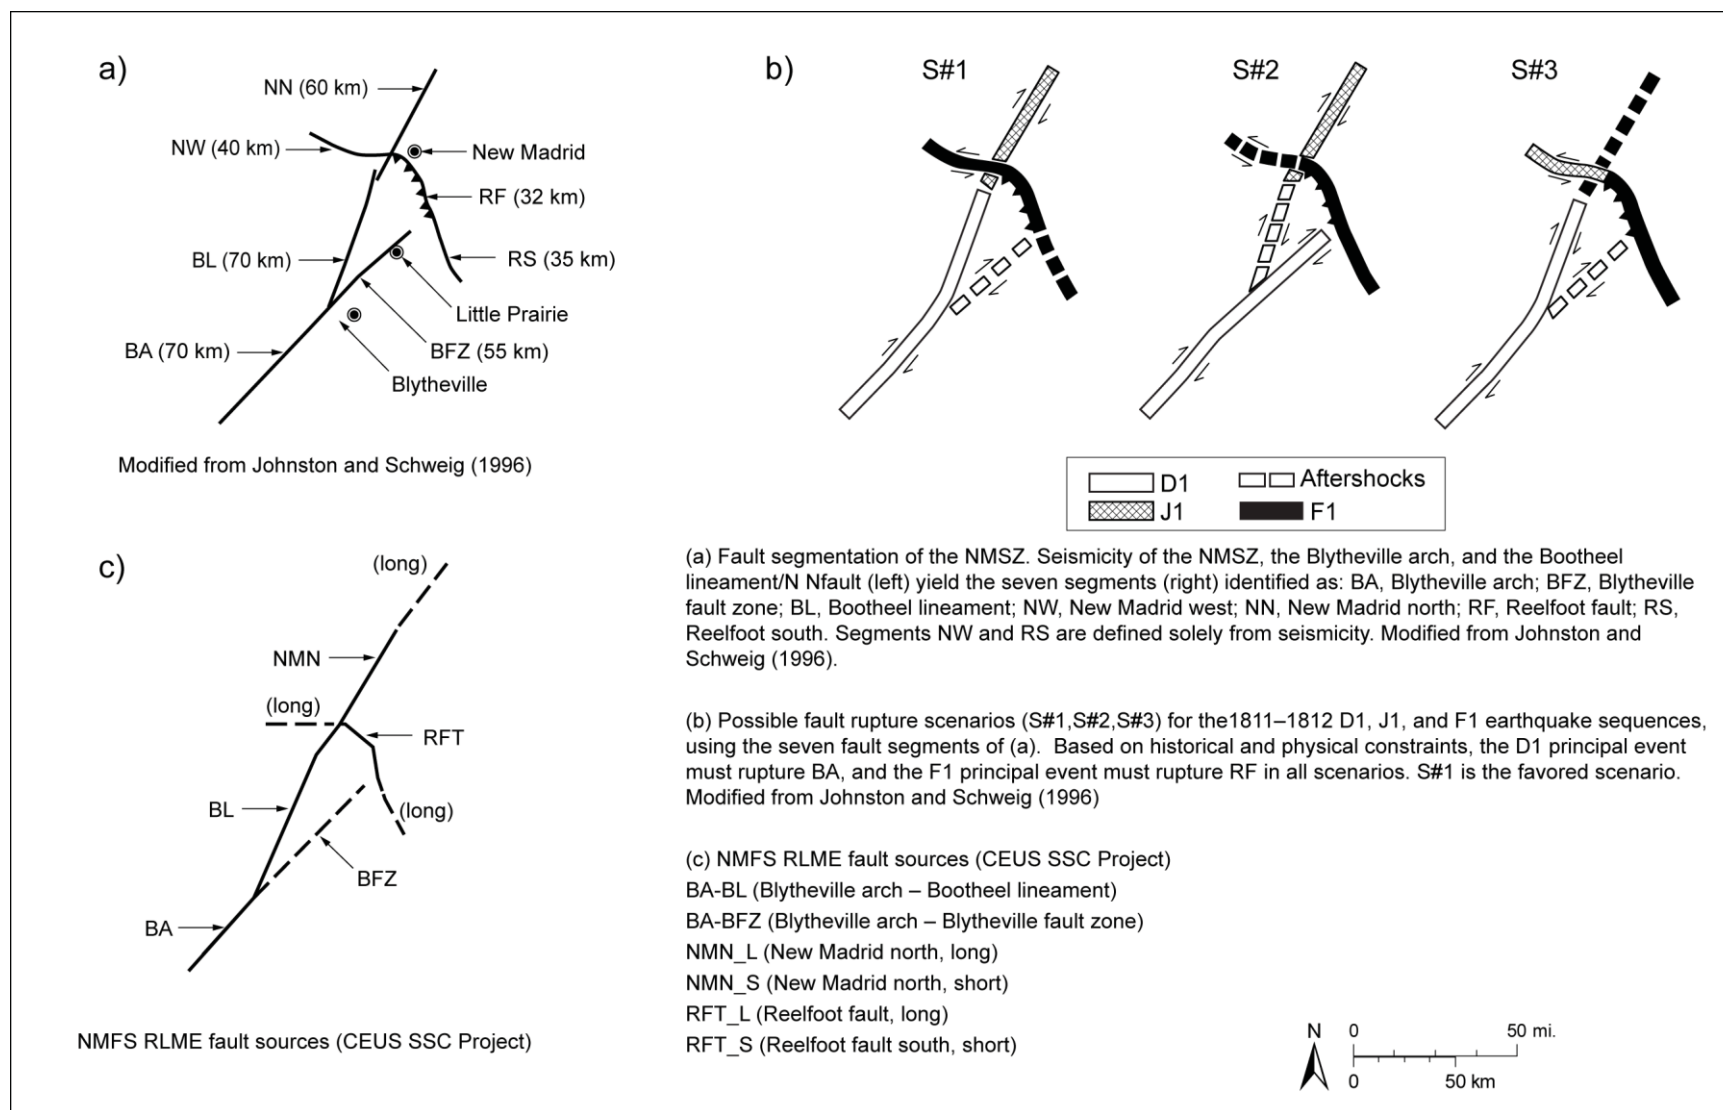 a)
NN (60 km)
NW (40 km)
New Madrid
RF (32 km)
BL (70 km)
RS (35 km)
Little Prairie
BA (70 km)
BFZ (55 km)
Blytheville
Modified from Johnston and Schweig (1996)
b)
S#1
S#2
S#3
D1
Aftershocks
J1
F1
c)
(long)
NMN
(long)
RFT
BL
(long)
BFZ
BA
NMFS RLME fault sources (CEUS SSC Project)
(a) Fault segmentation of the NMSZ. Seismicity of the NMSZ, the Blytheville arch, and the Bootheel
lineament/N Nfault (left) yield the seven segments (right) identified as: BA, Blytheville arch; BFZ, Blytheville
fault zone; BL, Bootheel lineament; NW, New Madrid west; NN, New Madrid north; RF, Reelfoot fault; RS,
Reelfoot south. Segments NW and RS are defined solely from seismicity. Modified from Johnston and
Schweig (1996).
(b) Possible fault rupture scenarios (S#1,S#2,S#3) for the1811–1812 D1, J1, and F1 earthquake sequences,
using the seven fault segments of (a). Based on historical and physical constraints, the D1 principal event
must rupture BA, and the F1 principal event must rupture RF in all scenarios. S#1 is the favored scenario.
Modified from Johnston and Schweig (1996)
(c) NMFS RLME fault sources (CEUS SSC Project)
BA-BL (Blytheville arch – Bootheel lineament)
BA-BFZ (Blytheville arch – Blytheville fault zone)
NMN_L (New Madrid north, long)
NMN_S (New Madrid north, short)
RFT_L (Reelfoot fault, long)
RFT_S (Reelfoot fault south, short)
N
0 50 mi.
0 50 km